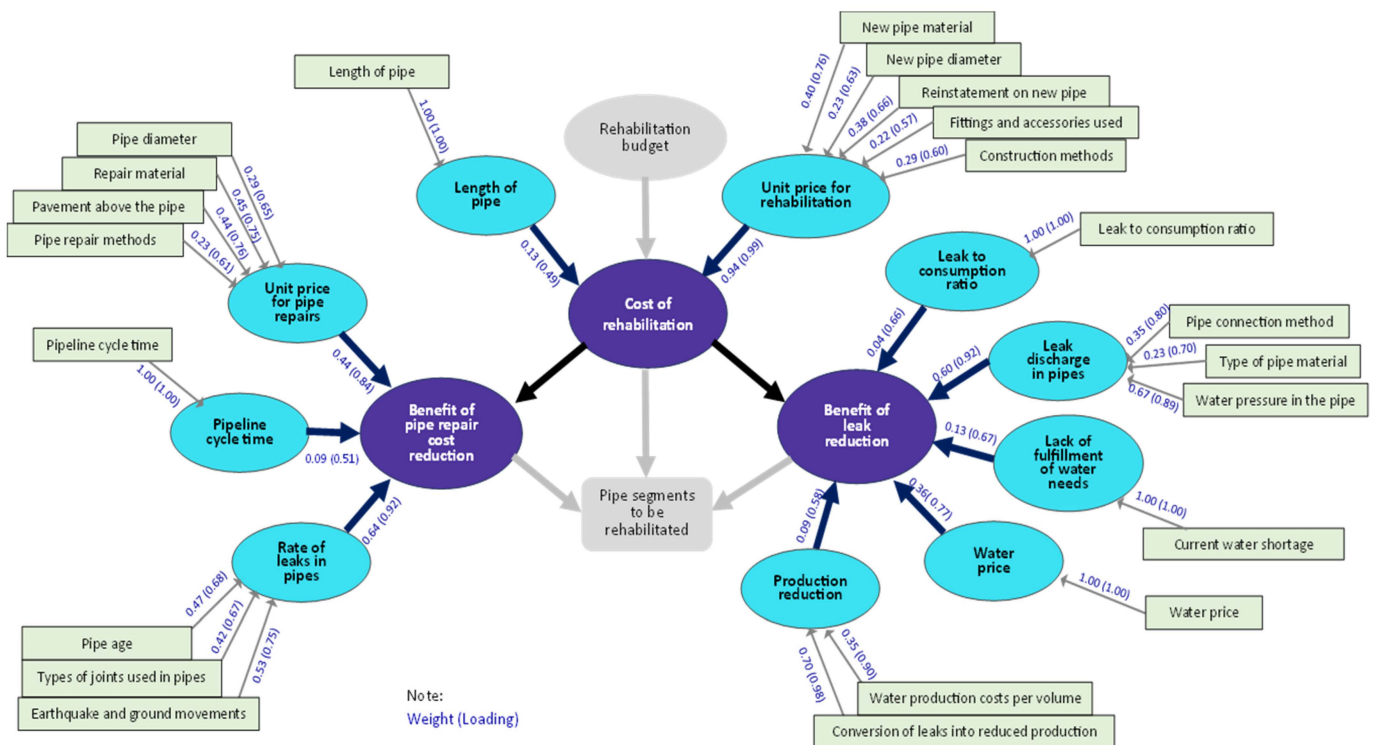 New pipe material
0.40 (0.76)
New pipe diameter
0.23 (0.63)
Reinstatement on new pipe
0.38 (0.66)
Fittings and accessories used
0.22 (0.57)
Construction methods
0.29 (0.60)
Length of pipe
1.00 (1.00)
Rehabilitation
budget
Pipe diameter
0.29 (0.65)
Repair material
0.45 (0.75)
Pavement above the pipe
0.44 (0.76)
Pipe repair methods
0.23 (0.61)
Length of
pipe
0.13 (0.49)
Unit price for
rehabilitation
0.94 (0.99)
Leak to consumption ratio
1.00 (1.00)
Leak to
consumption
ratio
0.04 (0.66)
Unit price
for pipe
repairs
0.44 (0.84)
Cost of
rehabilitation
Pipe connection method
0.35 (0.80)
Type of pipe material
0.23 (0.70)
Water pressure in the pipe
0.67 (0.89)
Leak
discharge
in pipes
0.60 (0.92)
Pipeline cycle time
1.00 (1.00)
Pipeline
cycle time
0.09 (0.51)
Benefit of
pipe repair
cost
reduction
Benefit of
leak
reduction
Lack of
fulfillment
of water
needs
0.13 (0.67)
1.00 (1.00)
Current water shortage
Pipe segments
to be
rehabilitated
Rate of
leaks in
pipes
0.64 (0.92)
Production
reduction
0.09 (0.58)
Water
price
0.36( 0.77)
1.00 (1.00)
Water price
0.47 (0.68)
Pipe age
0.42 (0.67)
Types of joints used in pipes
0.53 (0.75)
Earthquake and ground movements
0.35 (0.90)
Water production costs per volume
0.70 (0.98)
Conversion of leaks into reduced production
Note:
Weight (Loading)